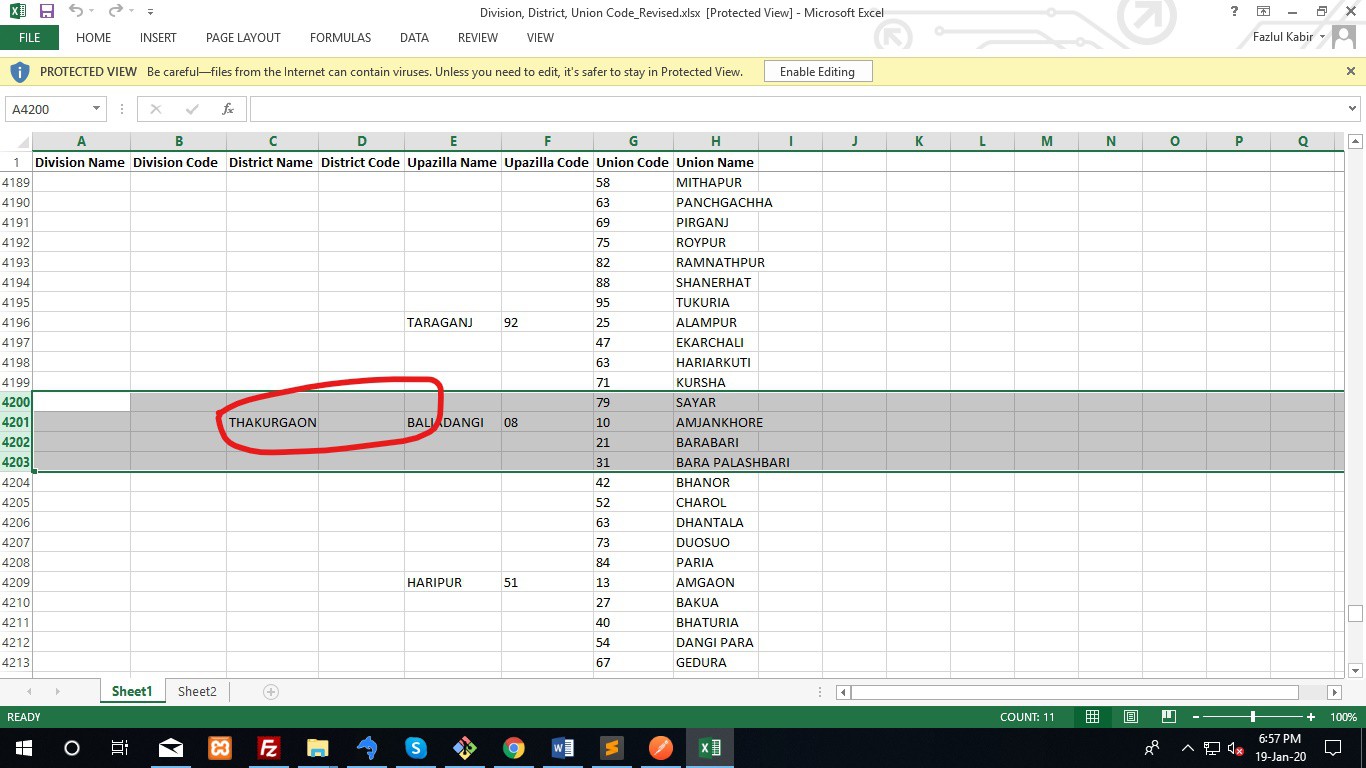 Division, District, Union Code_Revised.xlsx [Protected View] - Microsoft Excel
FILE HOME INSERT PAGE LAYOUT FORMULAS DATA REVIEW VIEW Fazlul Kabir
PROTECTED VIEW Be careful—files from the Internet can contain viruses. Unless you need to edit, it's safer to stay in Protected View. Enable Editing
A4200 fx
A B C D E F G H I J K L M N O P Q
1 Division Name Division Code District Name District Code Upazilla Name Upazilla Code Union Code Union Name
4189 58 MITHAPUR
4190 63 PANCHGACHHA
4191 69 PIRGANJ
4192 75 ROYPUR
4193 82 RAMNATHPUR
4194 88 SHANERHAT
4195 95 TUKURIA
4196 TARAGANJ 92 25 ALAMPUR
4197 47 EKARCHALI
4198 63 HARIARKUTI
4199 71 KURSHA
4200 79 SAYAR
4201 THAKURGAON BALIADANGI 08 10 AMJANKHORE
4202 21 BARABARI
4203 31 BARA PALASHBARI
4204 42 BHANOR
4205 52 CHAROL
4206 63 DHANTALA
4207 73 DUOSUO
4208 84 PARIA
4209 HARIPUR 51 13 AMGAON
4210 27 BAKUA
4211 40 BHATURIA
4212 54 DANGI PARA
4213 67 GEDURA
Sheet1 Sheet2
READY COUNT: 11 100%
6:57 PM
19-Jan-20